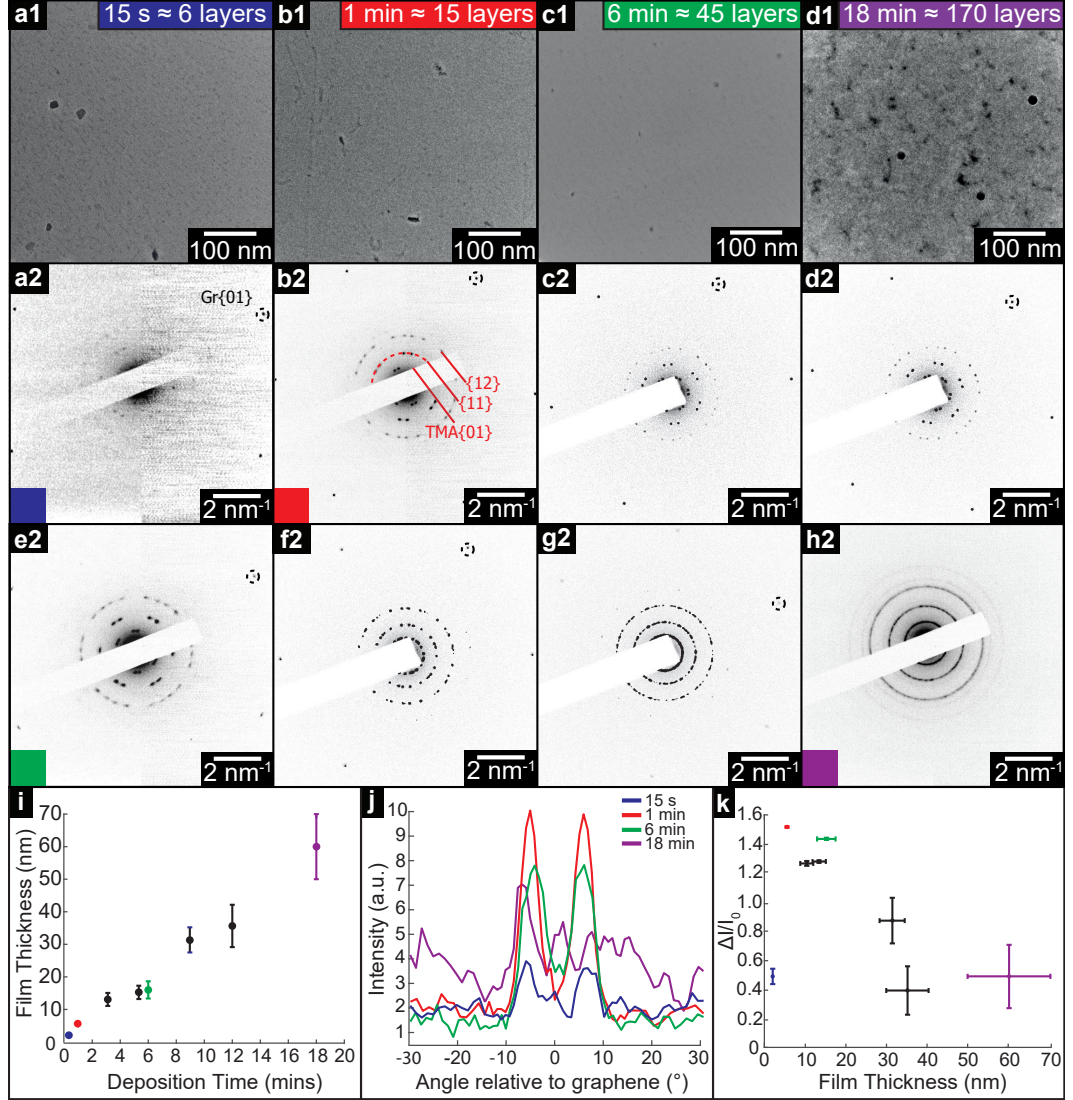 a1
15 s ≈ 6 layers
b1
1 min ≈ 15 layers
c1
6 min ≈ 45 layers
d1
18 min ≈ 170 layers
100 nm
100 nm
100 nm
100 nm
a2
Gr{01}
2 nm⁻¹
b2
{12}
{11}
TMA{01}
2 nm⁻¹
c2
2 nm⁻¹
d2
2 nm⁻¹
e2
2 nm⁻¹
f2
2 nm⁻¹
g2
2 nm⁻¹
h2
2 nm⁻¹
i
Film Thickness (nm)
70
60
50
40
30
20
10
0
0 2 4 6 8 10 12 14 16 18 20
Deposition Time (mins)
j
Intensity (a.u.)
10
9
8
7
6
5
4
3
2
1
15 s
1 min
6 min
18 min
-30 -20 -10 0 10 20 30
Angle relative to graphene (°)
k
ΔI/I₀
1.6
1.4
1.2
1.0
0.8
0.6
0.4
0.2
0
0 10 20 30 40 50 60 70
Film Thickness (nm)